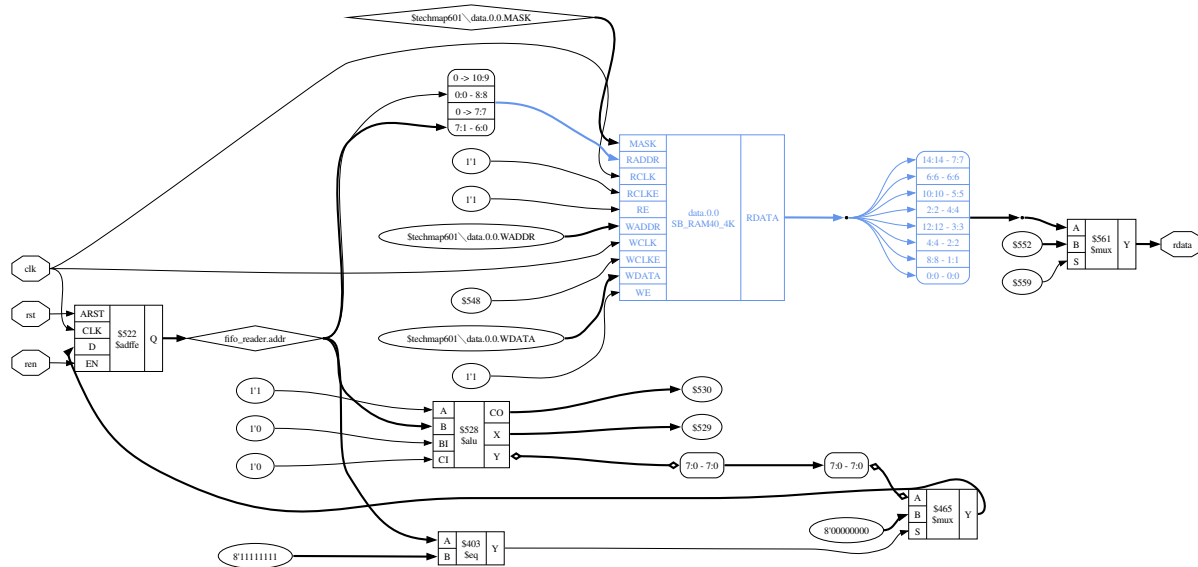 $techmap601\data.0.0.MASK
0 -> 10:9
0:0 - 8:8
0 -> 7:7
7:1 - 6:0
1'1
1'1
$techmap601\data.0.0.WADDR
$548
$techmap601\data.0.0.WDATA
1'1
MASK
RADDR
RCLK
RCLKE
RE
WADDR
WCLK
WCLKE
WDATA
WE
data.0.0
SB_RAM40_4K
RDATA
14:14 - 7:7
6:6 - 6:6
10:10 - 5:5
2:2 - 4:4
12:12 - 3:3
4:4 - 2:2
8:8 - 1:1
0:0 - 0:0
$552
$559
A
B
S
$561
$mux
Y
rdata
clk
rst
ren
ARST
CLK
D
EN
$522
$adffe
Q
fifo_reader.addr
1'1
1'0
1'0
A
B
BI
CI
$528
$alu
CO
X
Y
$530
$529
7:0 - 7:0
7:0 - 7:0
8'00000000
A
B
S
$465
$mux
Y
8'11111111
A
B
$403
$eq
Y